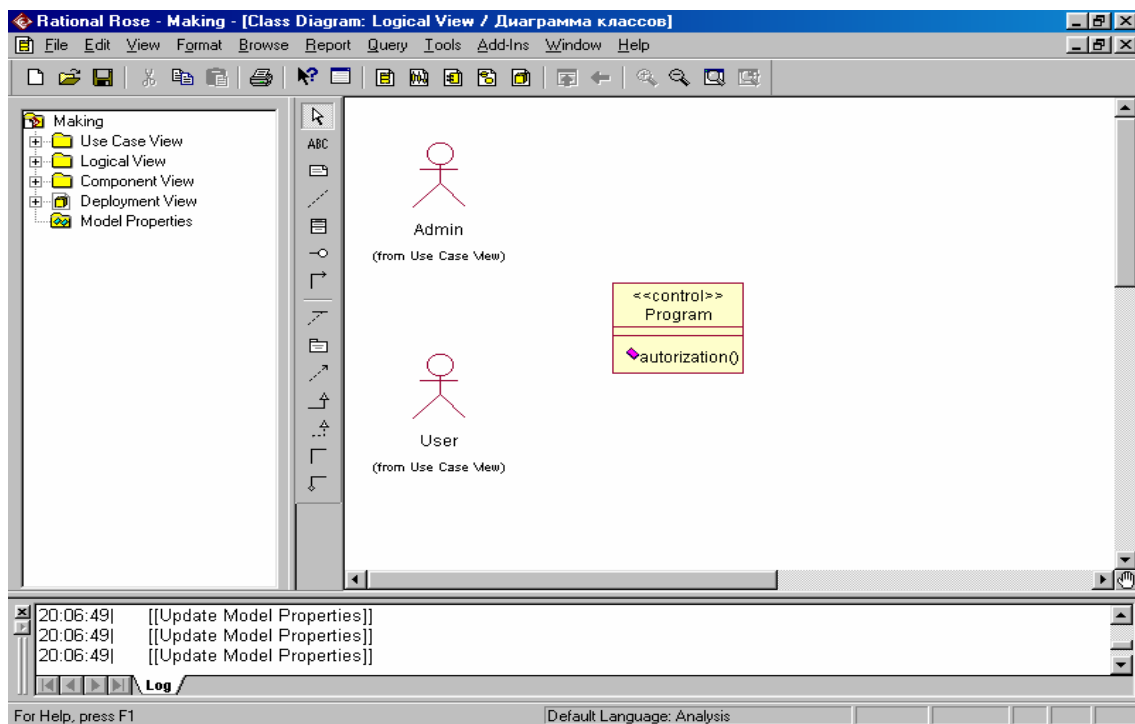 Rational Rose - Making - [Class Diagram: Logical View / Диаграмма классов]
File Edit View Format Browse Report Query Tools Add-Ins Window Help
Making
Use Case View
Logical View
Component View
Deployment View
Model Properties
ABC
Admin
(from Use Case View)
<<control>>
Program
autorization()
User
(from Use Case View)
20:06:49| [[Update Model Properties]]
20:06:49| [[Update Model Properties]]
20:06:49| [[Update Model Properties]]
Log
For Help, press F1
Default Language: Analysis